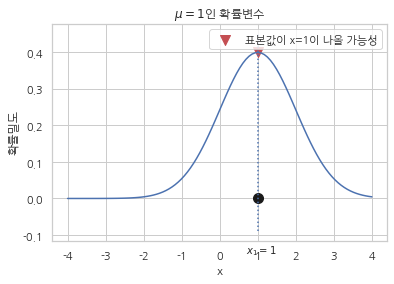 μ = 1인 확률변수
표본값이 x=1이 나올 가능성
확률밀도
0.4
0.3
0.2
0.1
0.0
-0.1
-4 -3 -2 -1 0 1 2 3 4
x₁ = 1
x